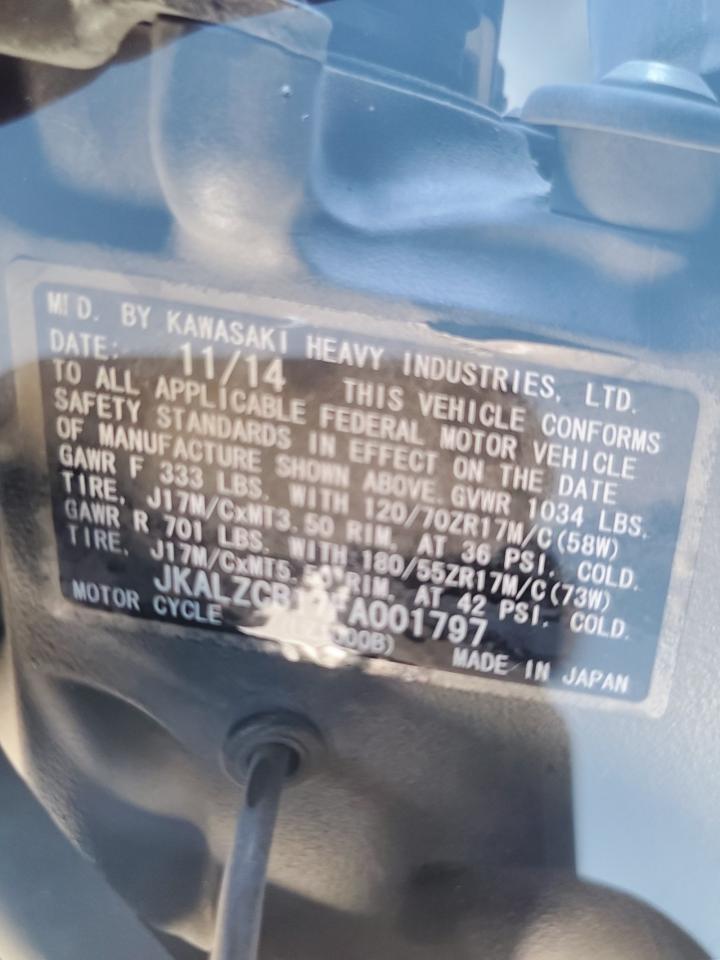 BY KAWASAKI HEAVY INDUSTRIES, LTD.
DATE: 11/14 THIS VEHICLE CONFORMS
TO ALL APPLICABLE FEDERAL MOTOR VEHICLE
SAFETY STANDARDS IN EFFECT ON THE DATE
OF MANUFACTURE SHOWN ABOVE. GVWR 1034 LBS.
GAWR F 333 LBS. WITH 120/70ZR17M/C(58W)
TIRE, J17M/CxMT3.50 RIM, AT 36 PSI, COLD.
GAWR R 701 LBS. WITH 180/55ZR17M/C(73W)
TIRE, J17M/CxMT5.50 RIM, AT 42 PSI, COLD.
MOTOR CYCLE MADE IN JAPAN